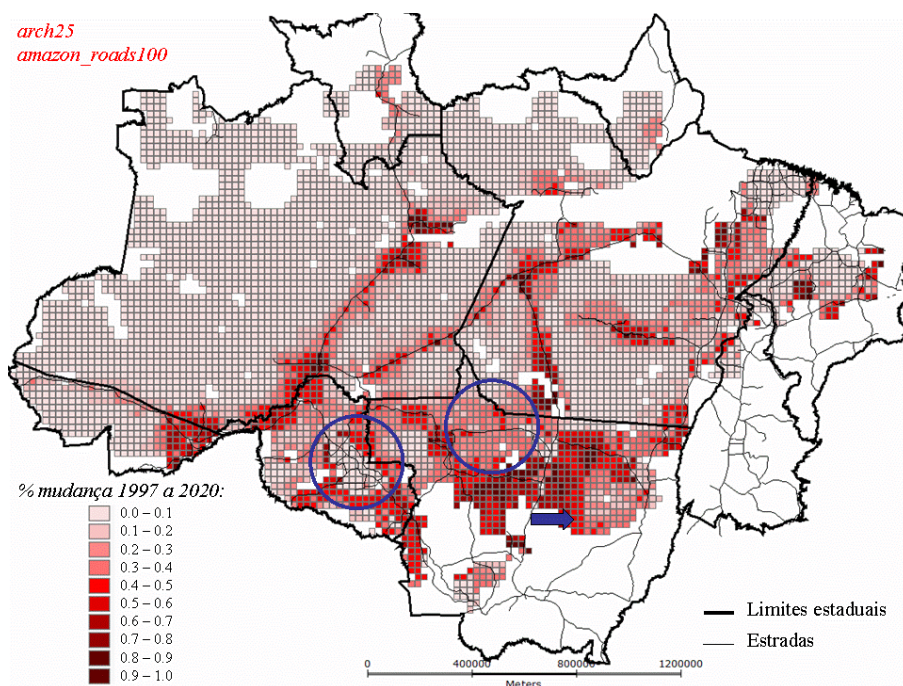 arch25
amazon_roads100
% mudança 1997 a 2020:
0.0 – 0.1
0.1 – 0.2
0.2 – 0.3
0.3 – 0.4
0.4 – 0.5
0.5 – 0.6
0.6 – 0.7
0.7 – 0.8
0.8 – 0.9
0.9 – 1.0
Limites estaduais
Estradas
0 400000 800000 1200000
Meters